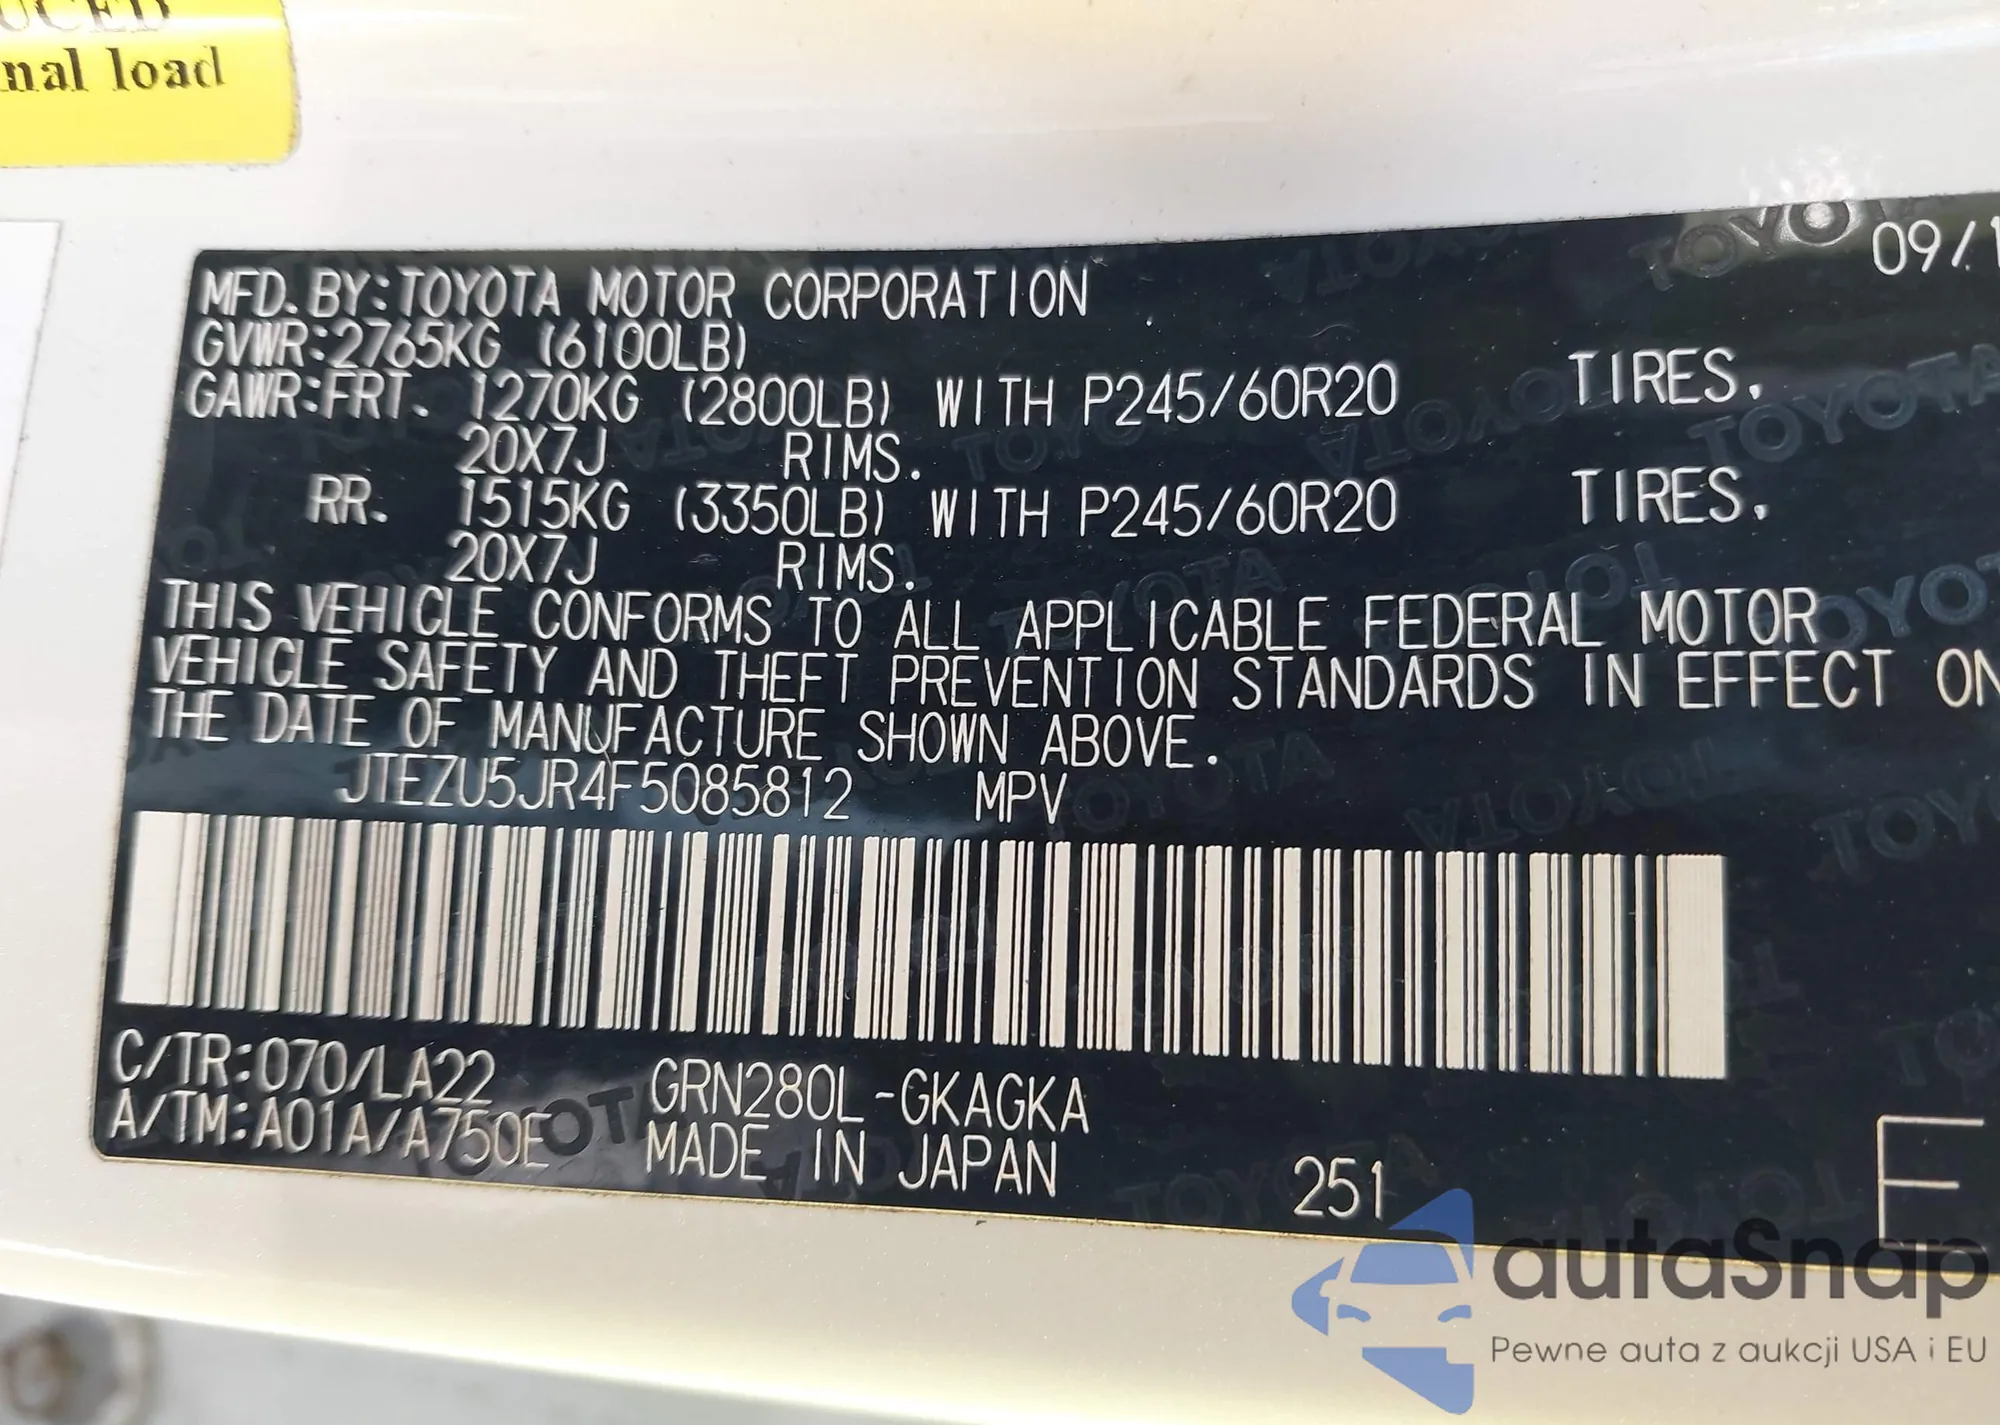 nal load
09/1
MFD. BY:TOYOTA MOTOR CORPORATION
GVWR:2765KG (6100LB)
GAWR:FRT. 1270KG (2800LB) WITH P245/60R20 TIRES,
20X7J RIMS.
RR. 1515KG (3350LB) WITH P245/60R20 TIRES,
20X7J RIMS.
THIS VEHICLE CONFORMS TO ALL APPLICABLE FEDERAL MOTOR
VEHICLE SAFETY AND THEFT PREVENTION STANDARDS IN EFFECT ON
THE DATE OF MANUFACTURE SHOWN ABOVE.
JTEZU5JR4F5085812 MPV
C/TR:070/LA22 GRN280L-GKAGKA
A/TM:A01A/A750E MADE IN JAPAN 251 E
autaSnap
Pewne auta z aukcji USA i EU